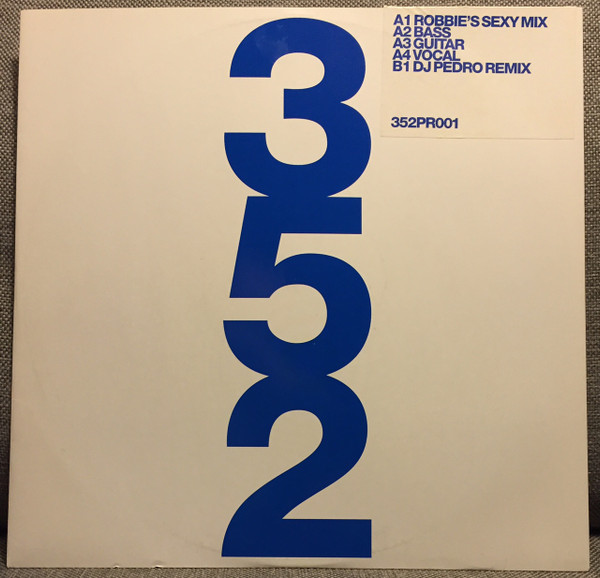 3
5
2
A1 ROBBIE'S SEXY MIX
A2 BASS
A3 GUITAR
A4 VOCAL
B1 DJ PEDRO REMIX
352PR001